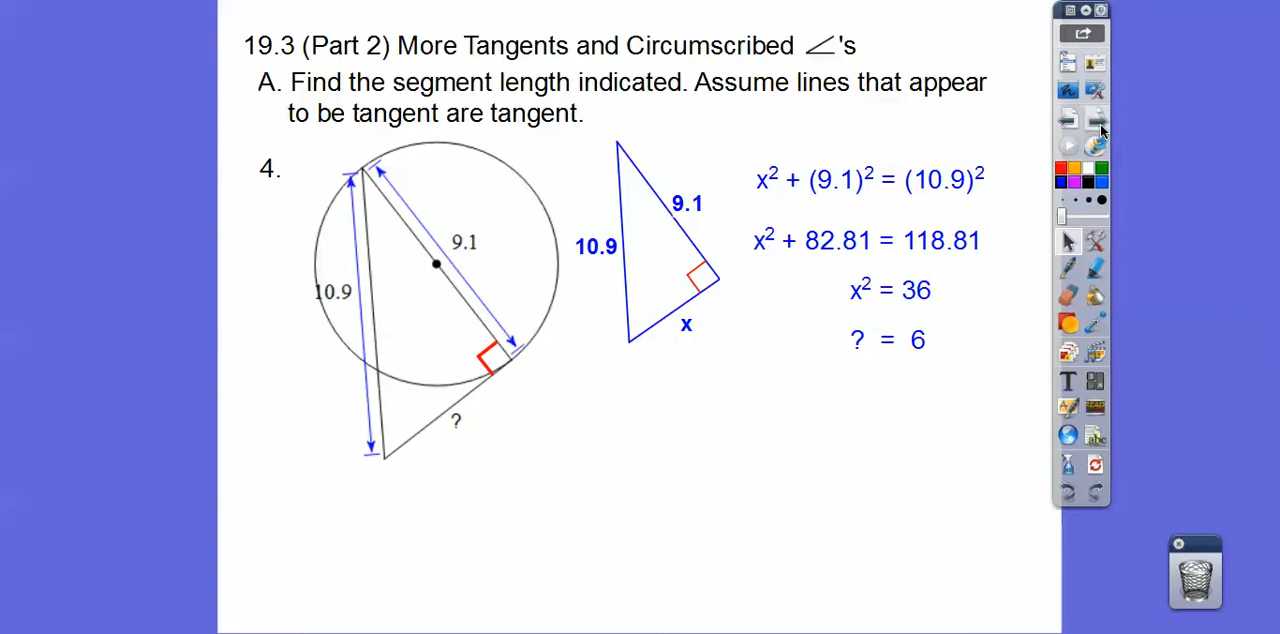 19.3 (Part 2) More Tangents and Circumscribed ∠'s
A. Find the segment length indicated. Assume lines that appear
to be tangent are tangent.
4.
9.1
10.9
?
9.1
10.9
x
x² + (9.1)² = (10.9)²
x² + 82.81 = 118.81
x² = 36
? = 6